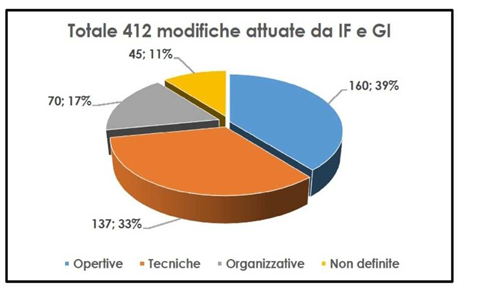 Totale 412 modifiche attuate da IF e GI
45; 11%
160; 39%
70; 17%
137; 33%
Opertive Tecniche Organizzative Non definite